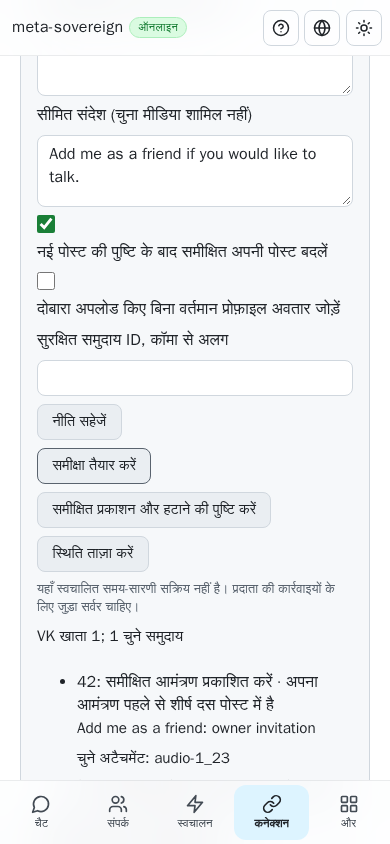 meta-sovereign ऑनलाइन
सीमित संदेश (चुना मीडिया शामिल नहीं)
Add me as a friend if you would like to
talk.
नई पोस्ट की पुष्टि के बाद समीक्षित अपनी पोस्ट बदलें
दोबारा अपलोड किए बिना वर्तमान प्रोफ़ाइल अवतार जोड़ें
सुरक्षित समुदाय ID, कॉमा से अलग
नीति सहेजें
समीक्षा तैयार करें
समीक्षित प्रकाशन और हटाने की पुष्टि करें
स्थिति ताज़ा करें
यहाँ स्वचालित समय-सारणी सक्रिय नहीं है। प्रदाता की कार्रवाइयों के
लिए जुड़ा सर्वर चाहिए।
VK खाता 1; 1 चुने समुदाय
42: समीक्षित आमंत्रण प्रकाशित करें · अपना
आमंत्रण पहले से शीर्ष दस पोस्ट में है
Add me as a friend: owner invitation
चुने अटैचमेंट: audio-1_23
चैट संपर्क स्वचालन कनेक्शन और